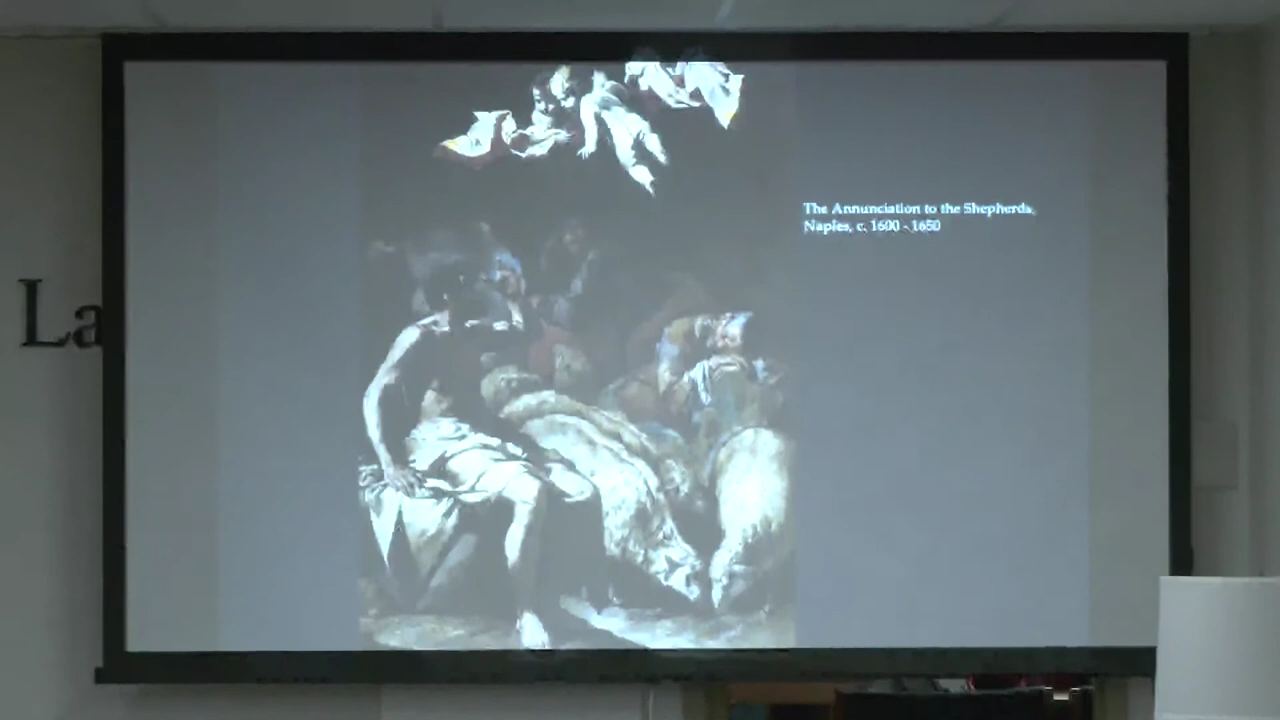 La
The Annunciation to the Shepherds,
Naples, c. 1600 - 1650